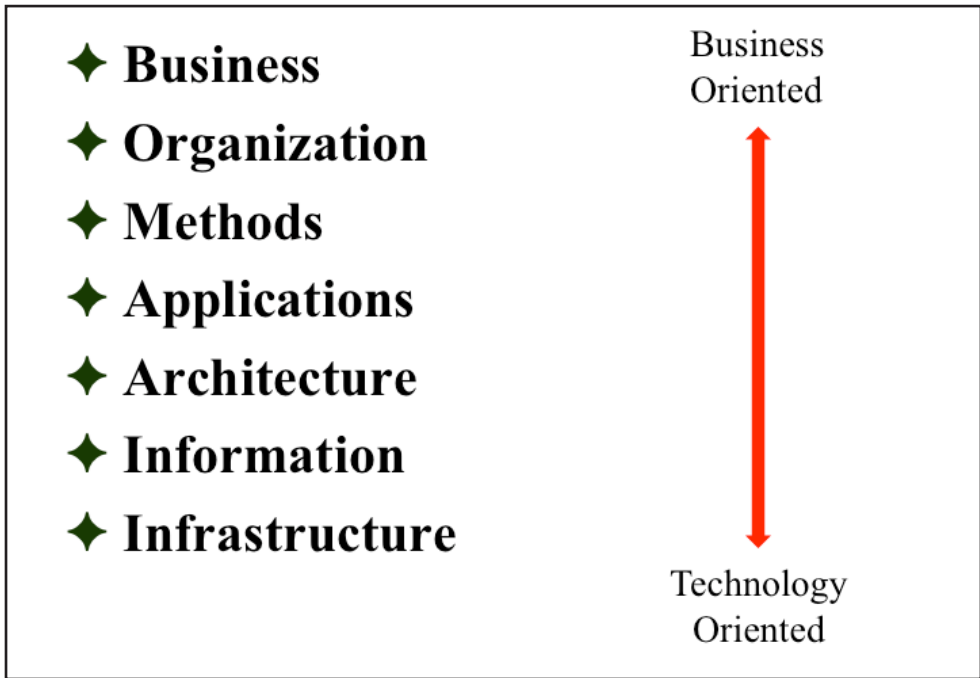 Business
Organization
Methods
Applications
Architecture
Information
Infrastructure
Business
Oriented
Technology
Oriented